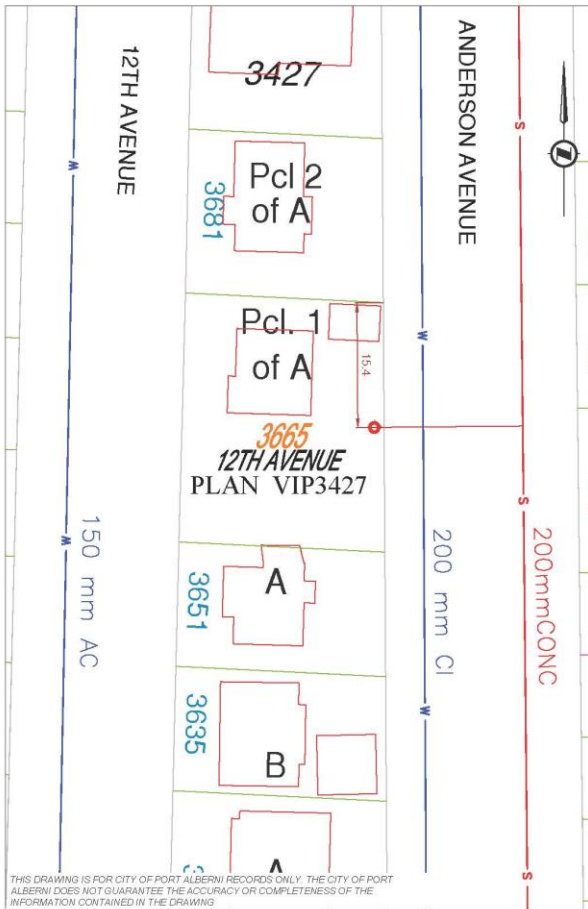 3427
12TH AVENUE
ANDERSON AVENUE
S
W
Pcl 2
of A
3681
Pcl. 1
of A
W
15.4
3665
12TH AVENUE
PLAN VIP3427
S
150 mm AC
W
200 mm CI
200mmCONC
A
3651
W
3635
B
S
THIS DRAWING IS FOR CITY OF PORT ALBERNI RECORDS ONLY. THE CITY OF PORT
ALBERNI DOES NOT GUARANTEE THE ACCURACY OR COMPLETENESS OF THE
INFORMATION CONTAINED IN THE DRAWING